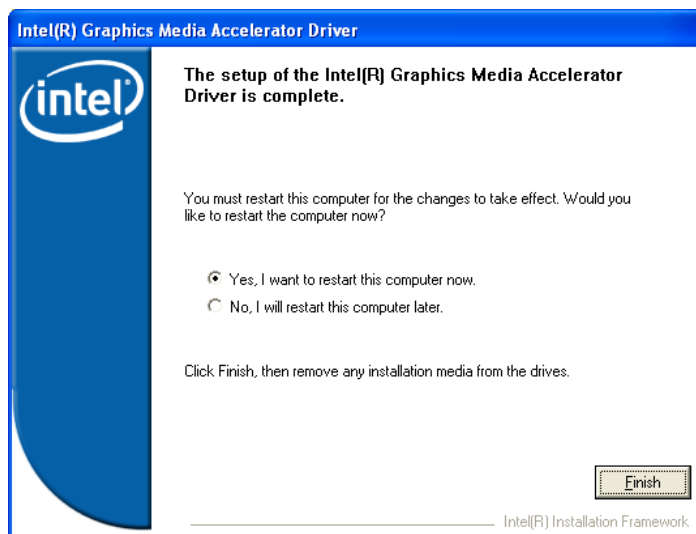 Intel(R) Graphics Media Accelerator Driver
intel®
The setup of the Intel(R) Graphics Media Accelerator
Driver is complete.
You must restart this computer for the changes to take effect. Would you
like to restart the computer now?
Yes, I want to restart this computer now.
No, I will restart this computer later.
Click Finish, then remove any installation media from the drives.
Finish
Intel(R) Installation Framework